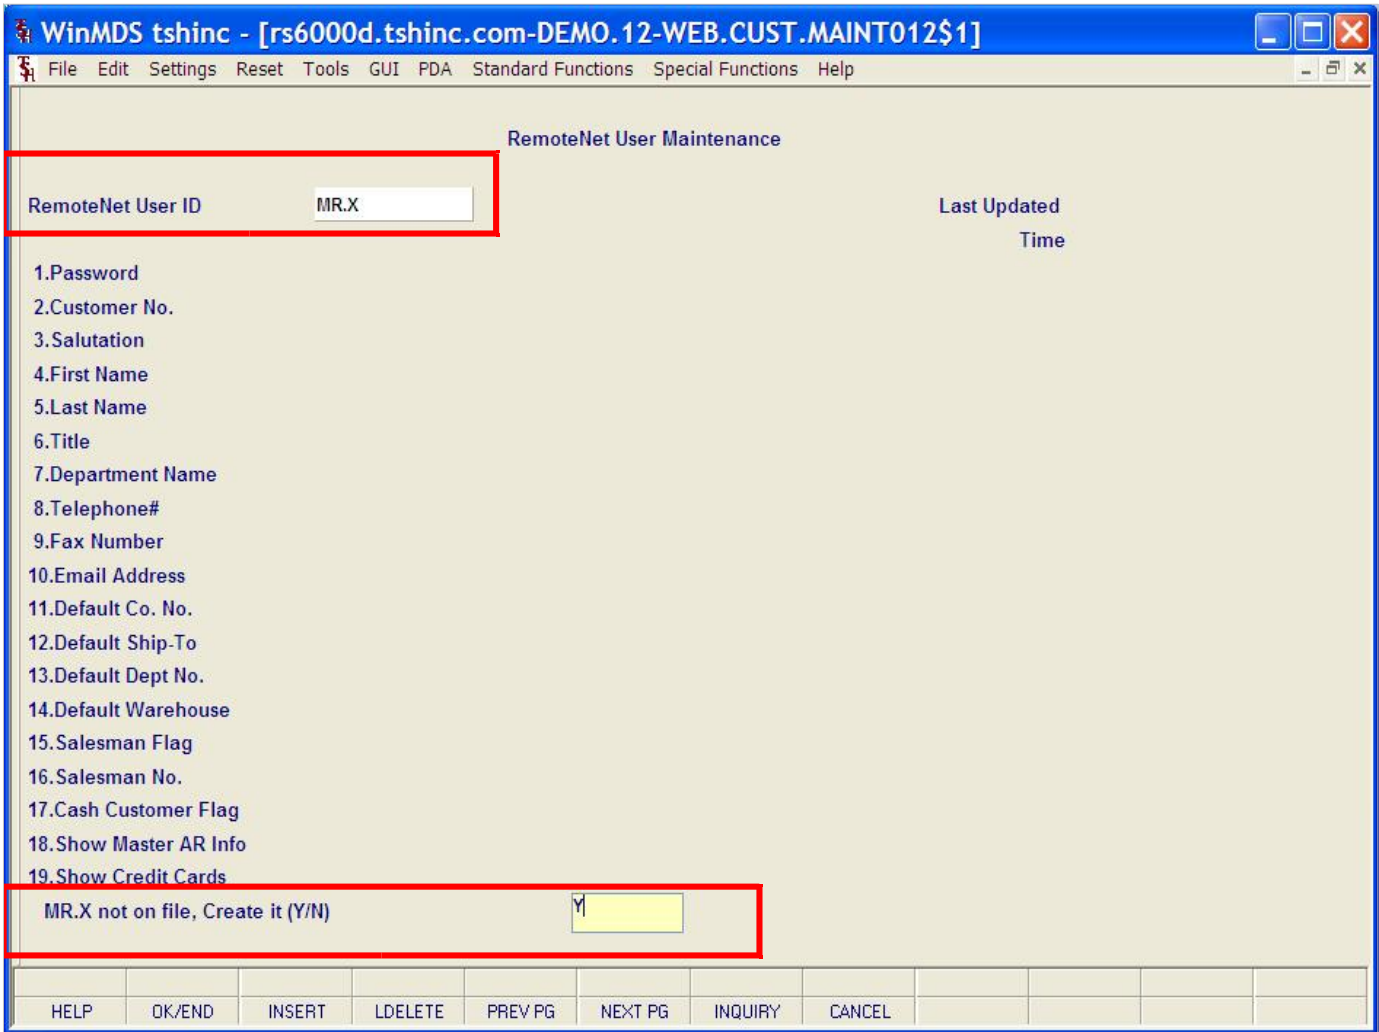 WinMDS tshinc - [rs6000d.tshinc.com-DEMO.12-WEB.CUST.MAINT012$1]
File Edit Settings Reset Tools GUI PDA Standard Functions Special Functions Help
RemoteNet User Maintenance
RemoteNet User ID MR.X Last Updated
Time
1.Password
2.Customer No.
3.Salutation
4.First Name
5.Last Name
6.Title
7.Department Name
8.Telephone#
9.Fax Number
10.Email Address
11.Default Co. No.
12.Default Ship-To
13.Default Dept No.
14.Default Warehouse
15.Salesman Flag
16.Salesman No.
17.Cash Customer Flag
18.Show Master AR Info
19.Show Credit Cards
MR.X not on file, Create it (Y/N) Y
HELP OK/END INSERT LDELETE PREV PG NEXT PG INQUIRY CANCEL